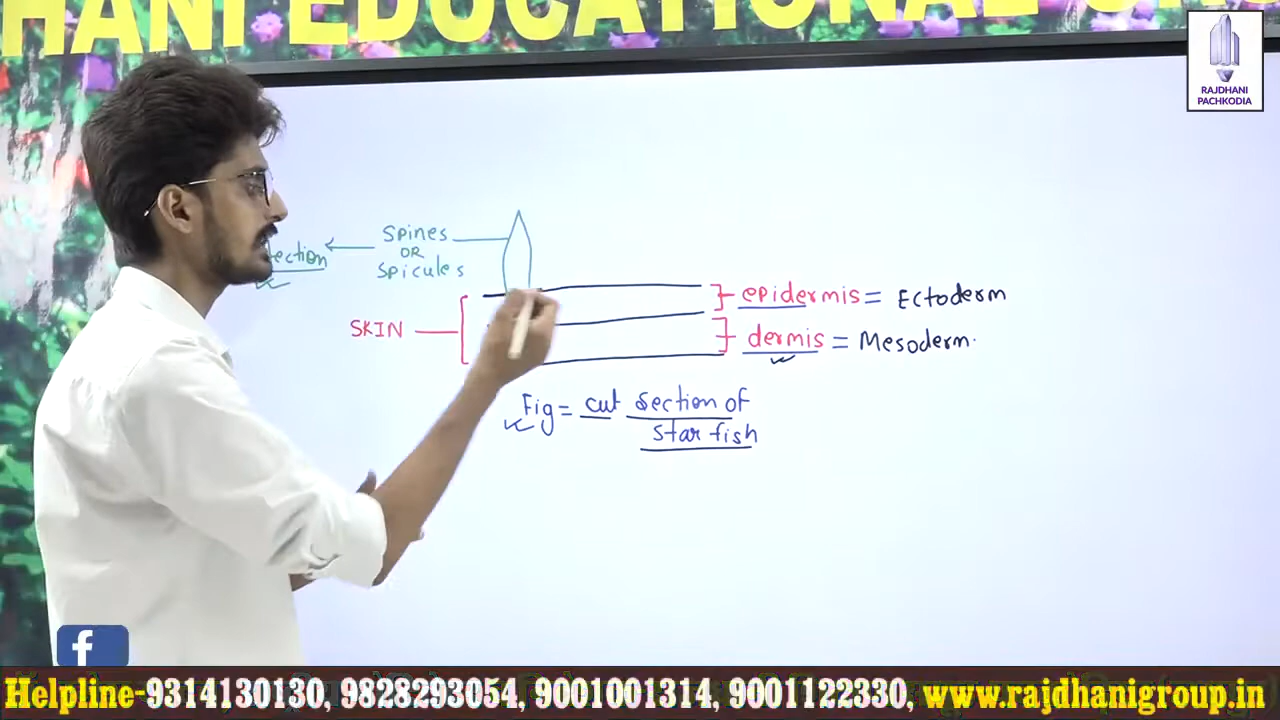 HANI EDUCATIONAL
RAJDHANI
PACHKODIA
Spines
OR
Spicules
SKIN
epidermis = Ectoderm
dermis = Mesoderm.
Fig = cut section of
star fish
f
Helpline-9314130130, 9828293054, 9001001314, 9001122330, www.rajdhanigroup.in